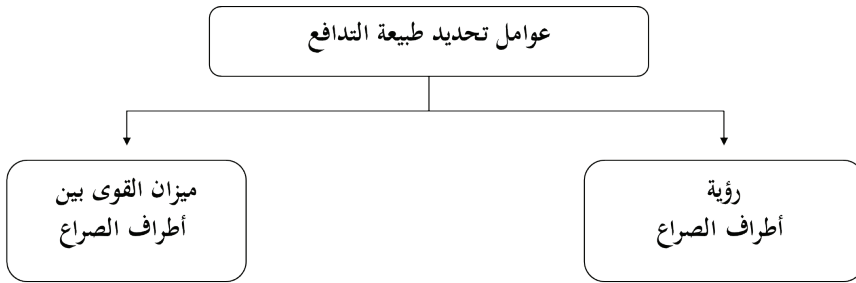 عوامل تحديد طبيعة التدافع
رؤية
أطراف الصراع
ميزان القوى بين
أطراف الصراع